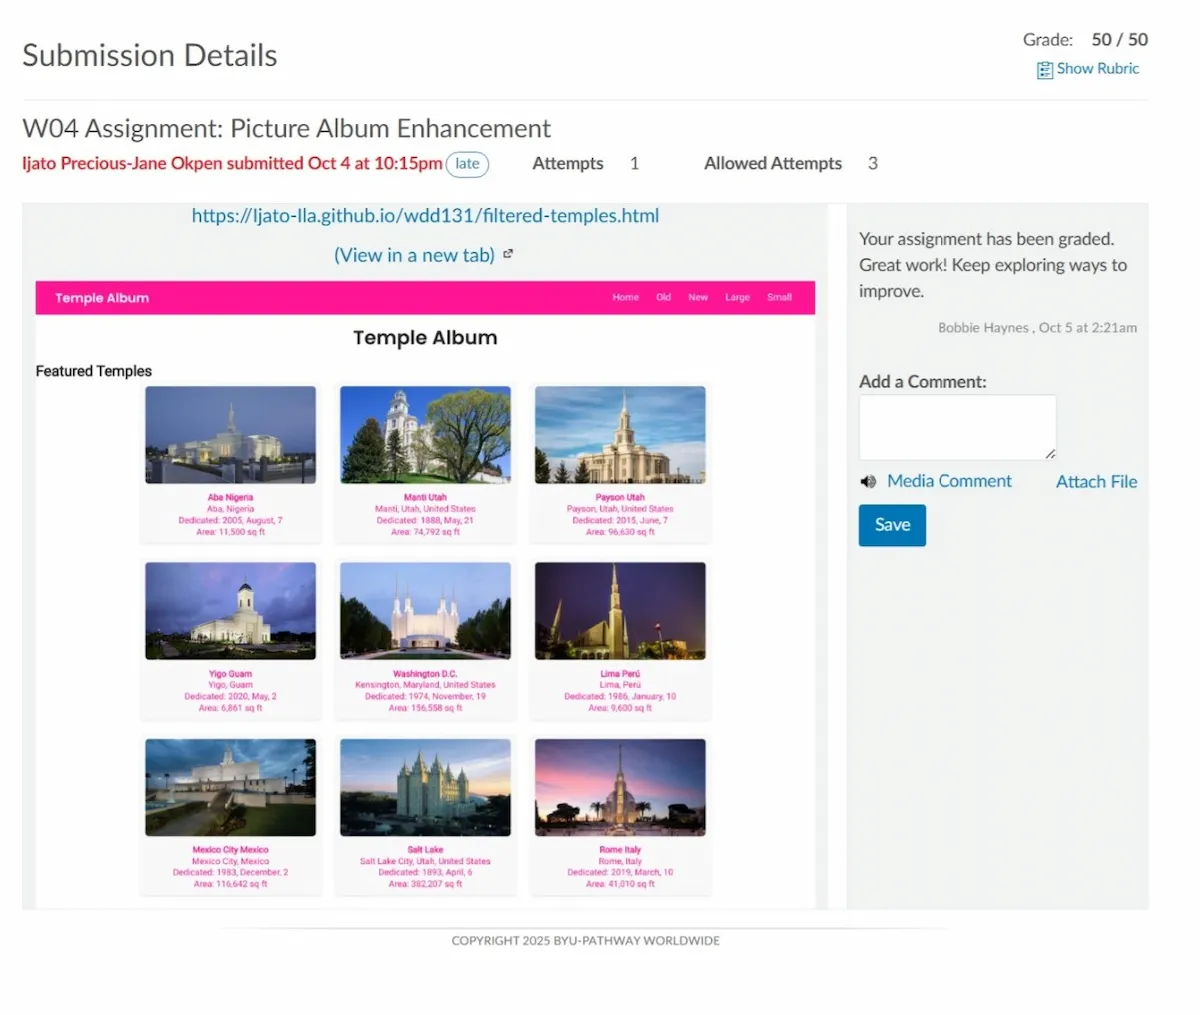 Submission Details
Grade: 50 / 50
Show Rubric
W04 Assignment: Picture Album Enhancement
Ijato Precious-Jane Okpen submitted Oct 4 at 10:15pm late Attempts 1 Allowed Attempts 3
https://Ijato-lla.github.io/wdd131/filtered-temples.html
(View in a new tab)
Temple Album Home Old New Large Small
Temple Album
Featured Temples
Aba Nigeria
Aba, Nigeria
Dedicated: 2005, August, 7
Area: 11,500 sq ft
Manti Utah
Manti, Utah, United States
Dedicated: 1888, May, 21
Area: 74,792 sq ft
Payson Utah
Payson, Utah, United States
Dedicated: 2015, June, 7
Area: 96,630 sq ft
Yigo Guam
Yigo, Guam
Dedicated: 2020, May, 2
Area: 6,861 sq ft
Washington D.C.
Kensington, Maryland, United States
Dedicated: 1974, November, 19
Area: 156,558 sq ft
Lima Perú
Lima, Perú
Dedicated: 1986, January, 10
Area: 9,600 sq ft
Mexico City Mexico
Mexico City, Mexico
Dedicated: 1983, December, 2
Area: 116,642 sq ft
Salt Lake
Salt Lake City, Utah, United States
Dedicated: 1893, April, 6
Area: 382,207 sq ft
Rome Italy
Rome, Italy
Dedicated: 2019, March, 10
Area: 41,010 sq ft
Your assignment has been graded.
Great work! Keep exploring ways to
improve.
Bobbie Haynes , Oct 5 at 2:21am
Add a Comment:
Media Comment Attach File
Save
COPYRIGHT 2025 BYU-PATHWAY WORLDWIDE